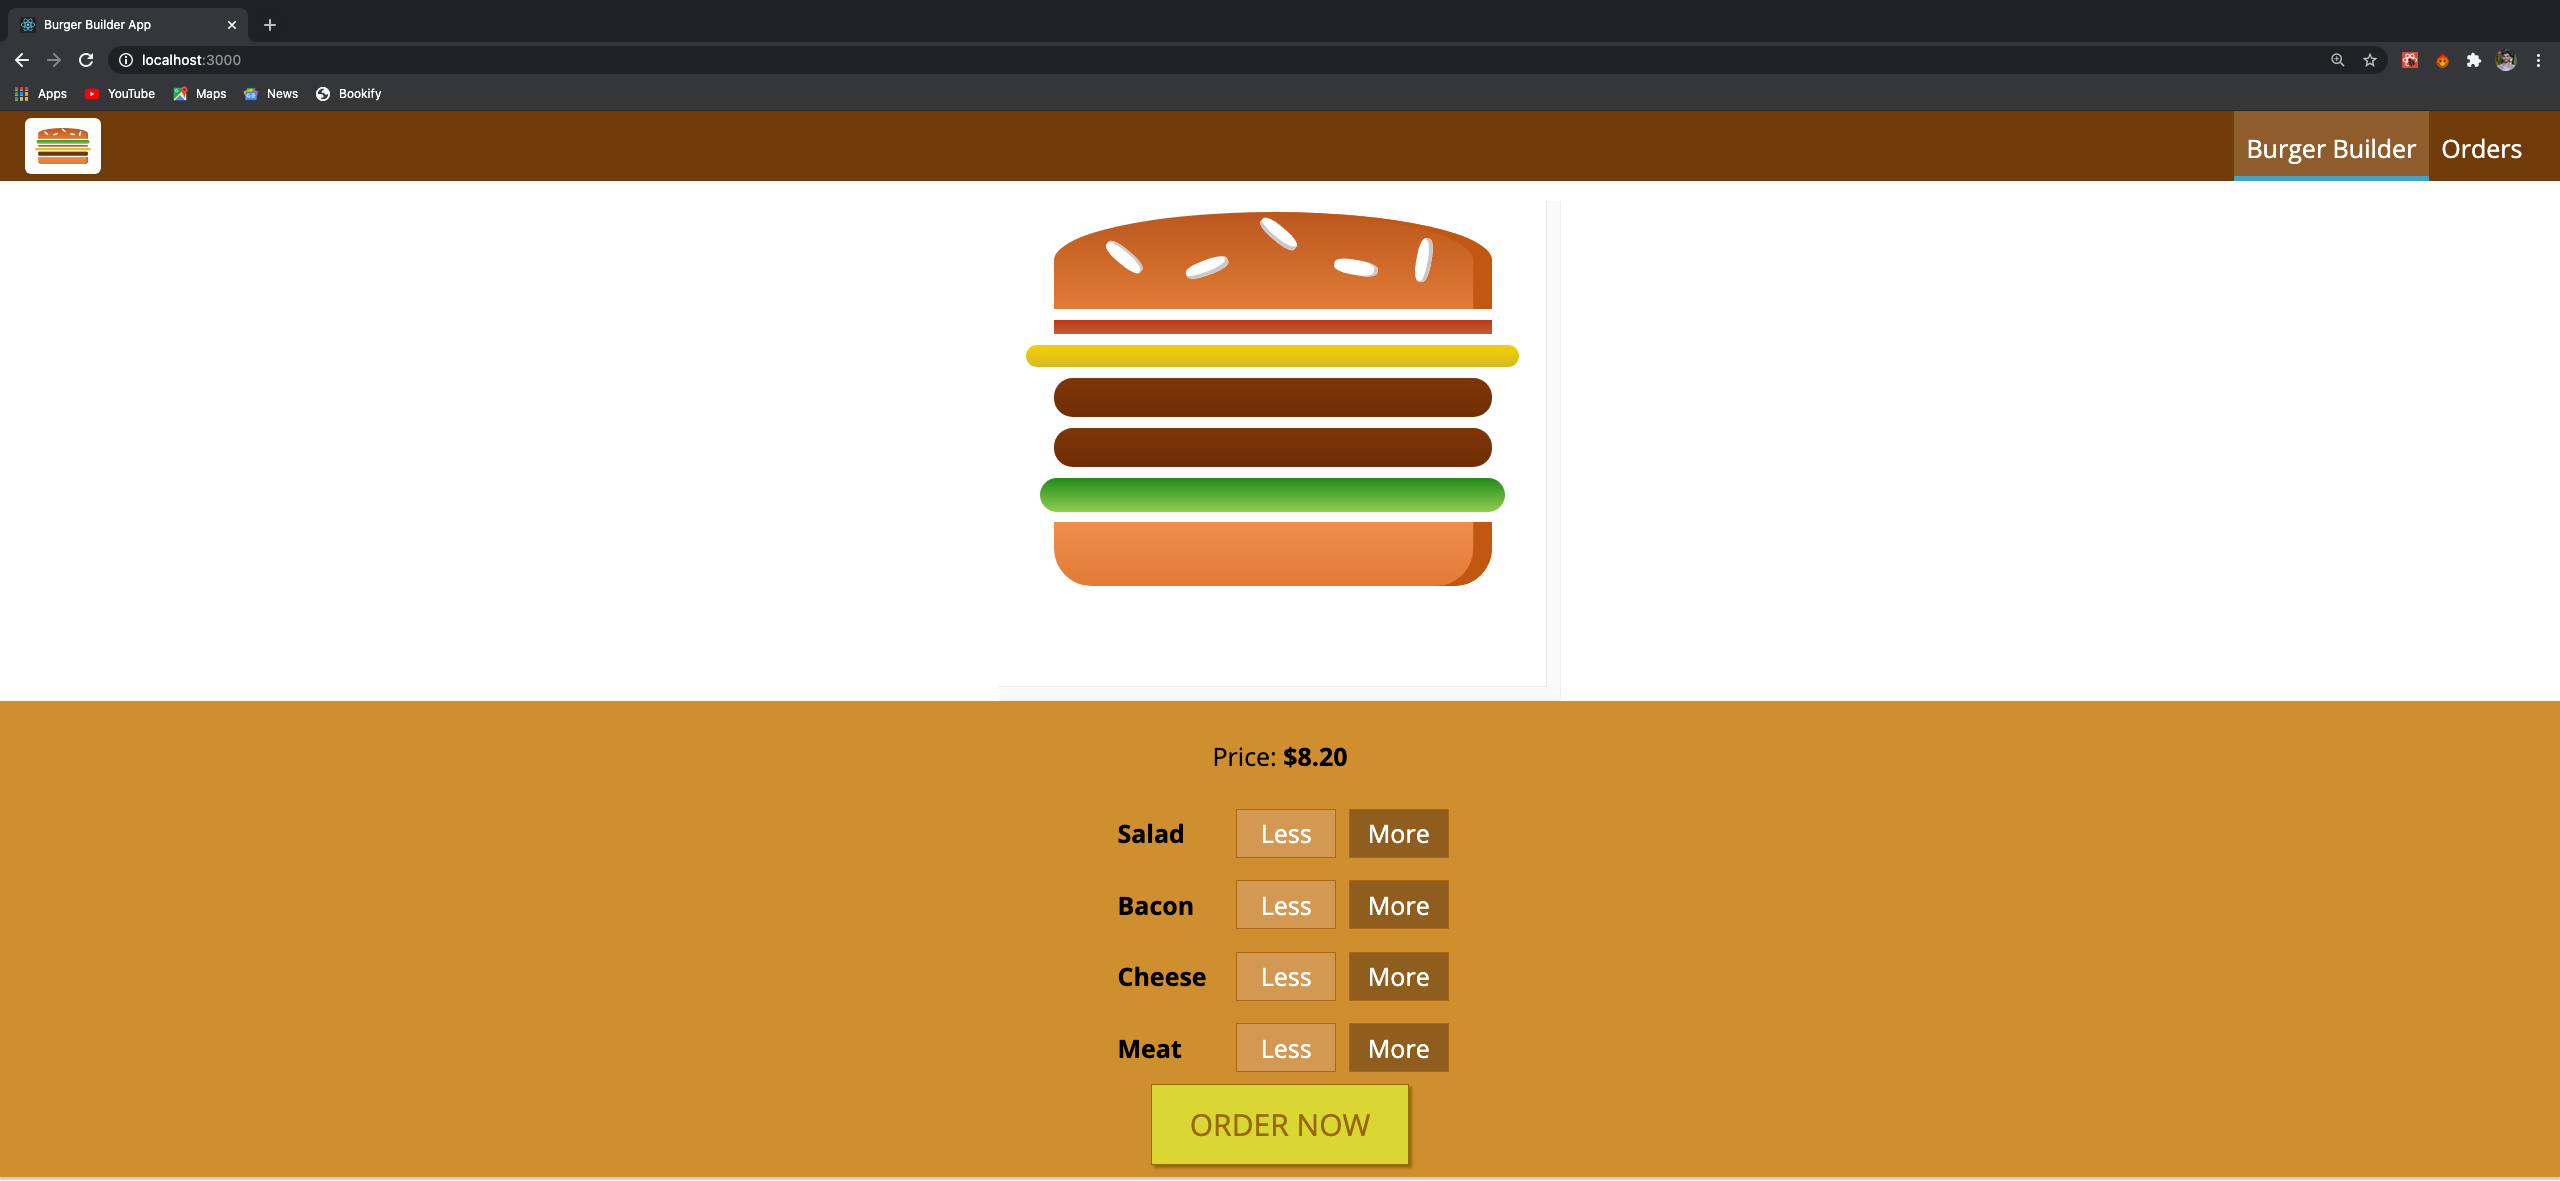 Burger Builder App
localhost:3000
Apps YouTube Maps News Bookify
Burger Builder Orders
Price: $8.20
Salad Less More
Bacon Less More
Cheese Less More
Meat Less More
ORDER NOW